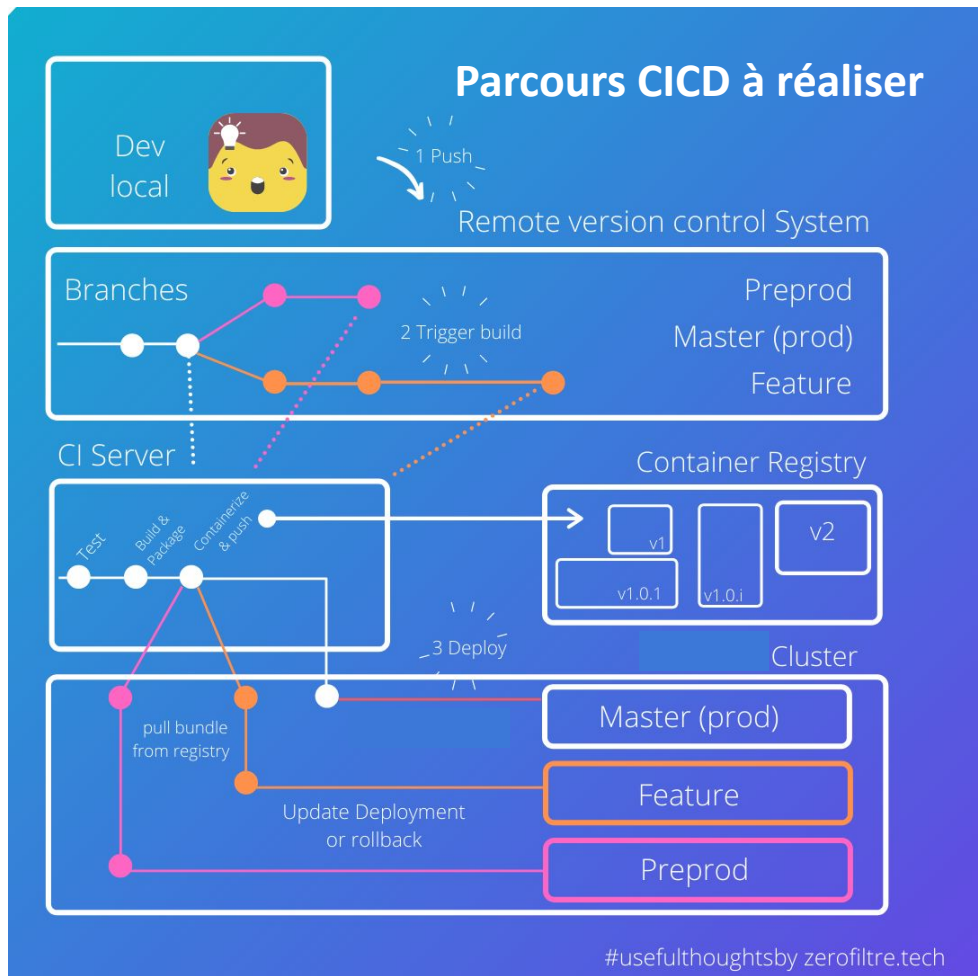 Parcours CICD à réaliser
Dev
local
1 Push
Remote version control System
Branches
Preprod
2 Trigger build
Master (prod)
Feature
CI Server
Container Registry
Test
Build &
Package
Containerize
& push
v1
v2
v1.0.1
v1.0.i
3 Deploy
Cluster
pull bundle
from registry
Master (prod)
Feature
Update Deployment
or rollback
Preprod
#usefulthoughtsby zerofiltre.tech